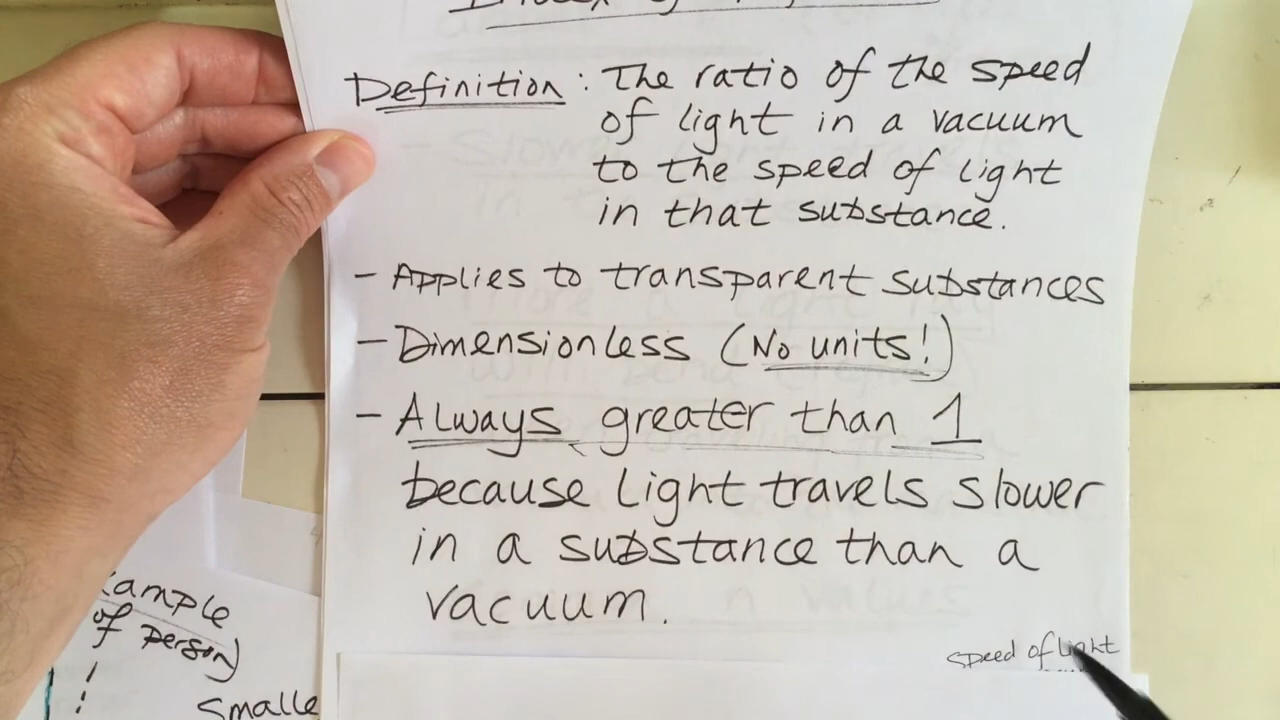 Index of
Definition: The ratio of the speed
of light in a vacuum
to the speed of light
in that substance.
- Applies to transparent substances
- Dimensionless (No units!)
- Always greater than 1
because Light travels slower
in a substance than a
vacuum.
speed of light
of person)